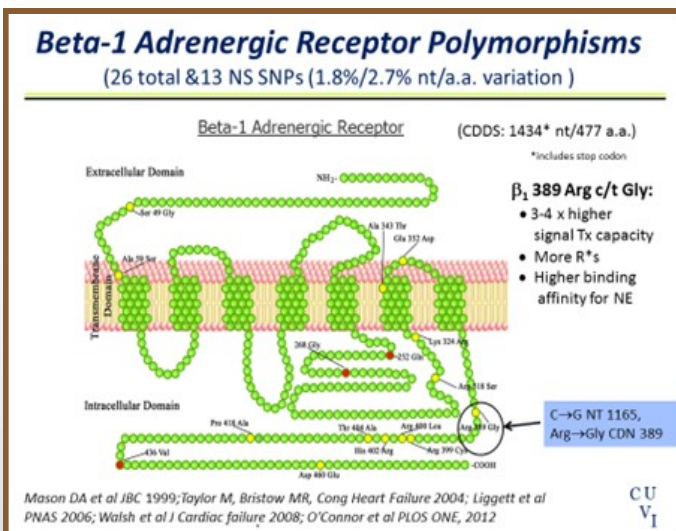 Beta-1 Adrenergic Receptor Polymorphisms
(26 total &13 NS SNPs (1.8%/2.7% nt/a.a. variation )
Beta-1 Adrenergic Receptor
(CDDS: 1434* nt/477 a.a.)
*Includes stop codon
Extracellular Domain
NH₂-
Ser 49 Gly
β₁ 389 Arg c/t Gly:
• 3-4 x higher
signal Tx capacity
• More R*s
• Higher binding
affinity for NE
Ala 343 Thr
Glu 352 Asp
Ala 59 Ser
Transmembrane
Domain
Lys 324 Arg
268 Gly
252 Gln
Arg 318 Ser
Intracellular Domain
Pro 418 Ala
Thr 404 Ala
Arg 400 Leu
Arg 389 Gly
C→G NT 1165,
Arg→Gly CDN 389
His 402 Arg
Arg 399 Cys
436 Val
Asp 460 Glu
-COOH
Mason DA et al JBC 1999;Taylor M, Bristow MR, Cong Heart Failure 2004; Liggett et al
PNAS 2006; Walsh et al J Cardiac failure 2008; O'Connor et al PLOS ONE, 2012
CU
VI